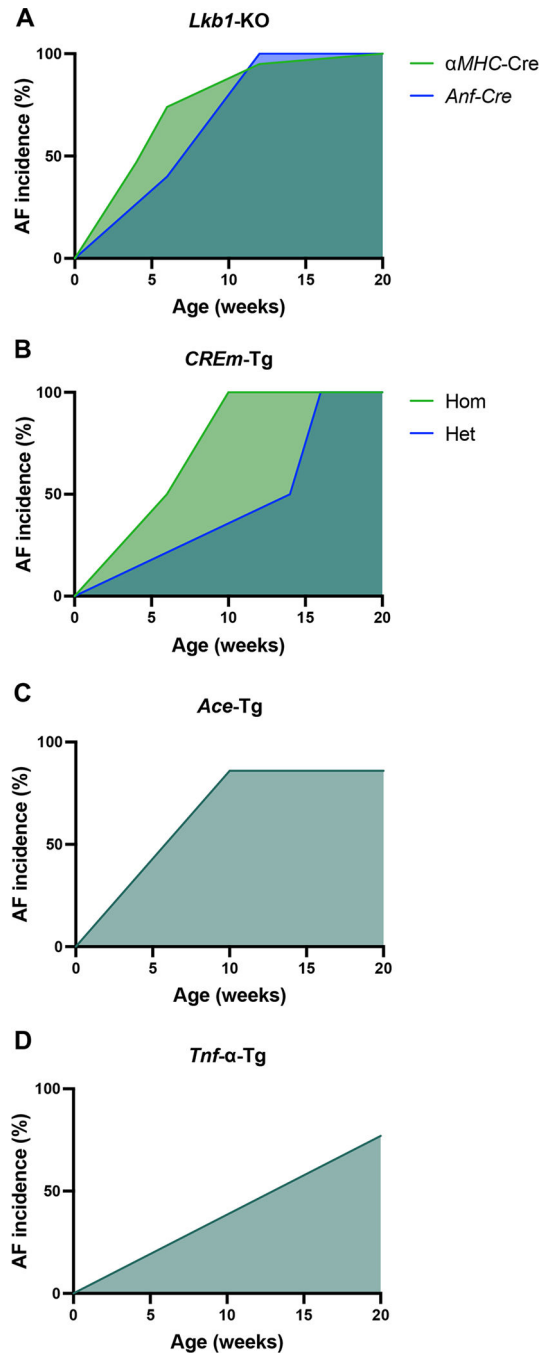 A
Lkb1-KO
AF incidence (%)
100
50
0
0 5 10 15 20
Age (weeks)
αMHC-Cre
Anf-Cre
B
CREm-Tg
AF incidence (%)
100
50
0
0 5 10 15 20
Age (weeks)
Hom
Het
C
Ace-Tg
AF incidence (%)
100
50
0
0 5 10 15 20
Age (weeks)
D
Tnf-α-Tg
AF incidence (%)
100
50
0
0 5 10 15 20
Age (weeks)